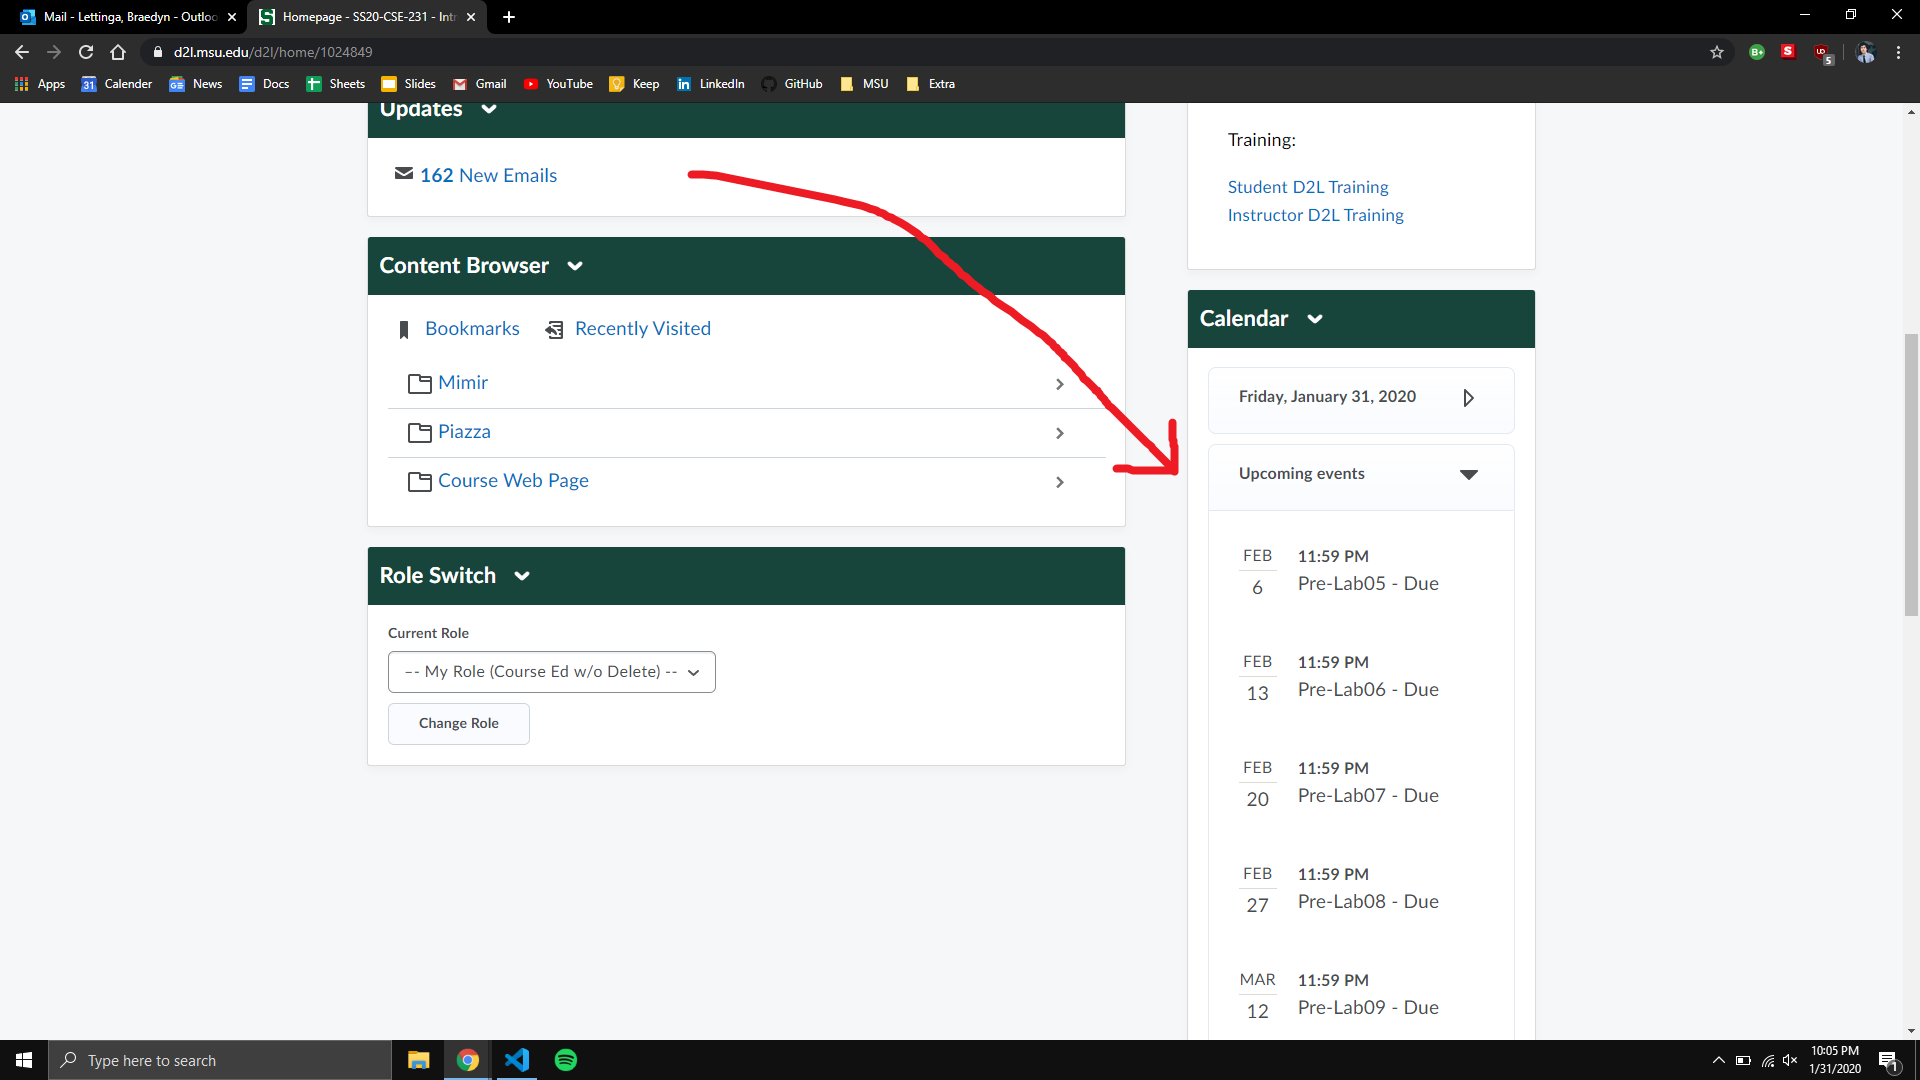 Mail - Lettinga, Braedyn - Outloo
Homepage - SS20-CSE-231 - Intr
d2l.msu.edu/d2l/home/1024849
B+
S
UD
5
Apps
31 Calender
News
Docs
Sheets
Slides
Gmail
YouTube
Keep
LinkedIn
GitHub
MSU
Extra
Updates
162 New Emails
Content Browser
Bookmarks
Recently Visited
Mimir
Piazza
Course Web Page
Role Switch
Current Role
-- My Role (Course Ed w/o Delete) --
Change Role
Training:
Student D2L Training
Instructor D2L Training
Calendar
Friday, January 31, 2020
Upcoming events
FEB
6
11:59 PM
Pre-Lab05 - Due
FEB
13
11:59 PM
Pre-Lab06 - Due
FEB
20
11:59 PM
Pre-Lab07 - Due
FEB
27
11:59 PM
Pre-Lab08 - Due
MAR
12
11:59 PM
Pre-Lab09 - Due
Type here to search
10:05 PM
1/31/2020
1